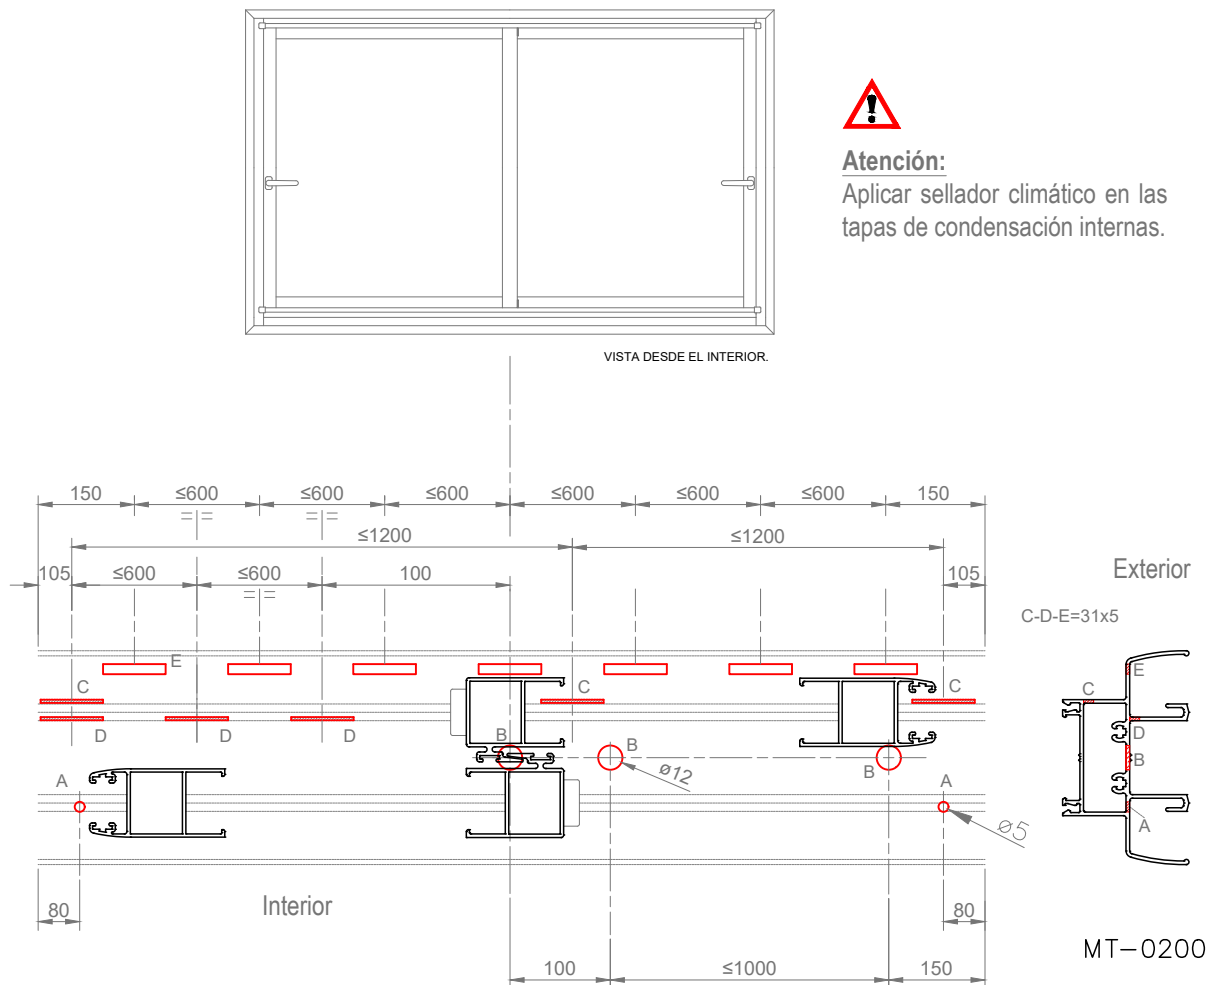 Atención:
Aplicar sellador climático en las
tapas de condensación internas.
VISTA DESDE EL INTERIOR.
150 ≤600 ≤600 ≤600 ≤600 ≤600 ≤600 150
≤1200 ≤1200
105 ≤600 ≤600 100 105
Exterior
C-D-E=31x5
E
C C C
D D D
B B B
ø12
A A
ø5
E
C
D
B
A
80 Interior 80
MT-0200
100 ≤1000 150